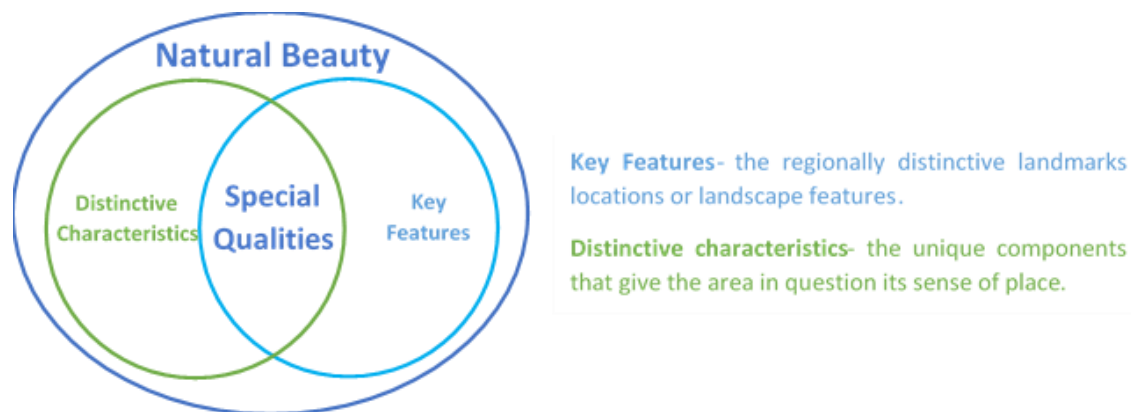 Natural Beauty
Distinctive
Characteristics
Special
Qualities
Key
Features
Key Features- the regionally distinctive landmarks
locations or landscape features.
Distinctive characteristics- the unique components
that give the area in question its sense of place.